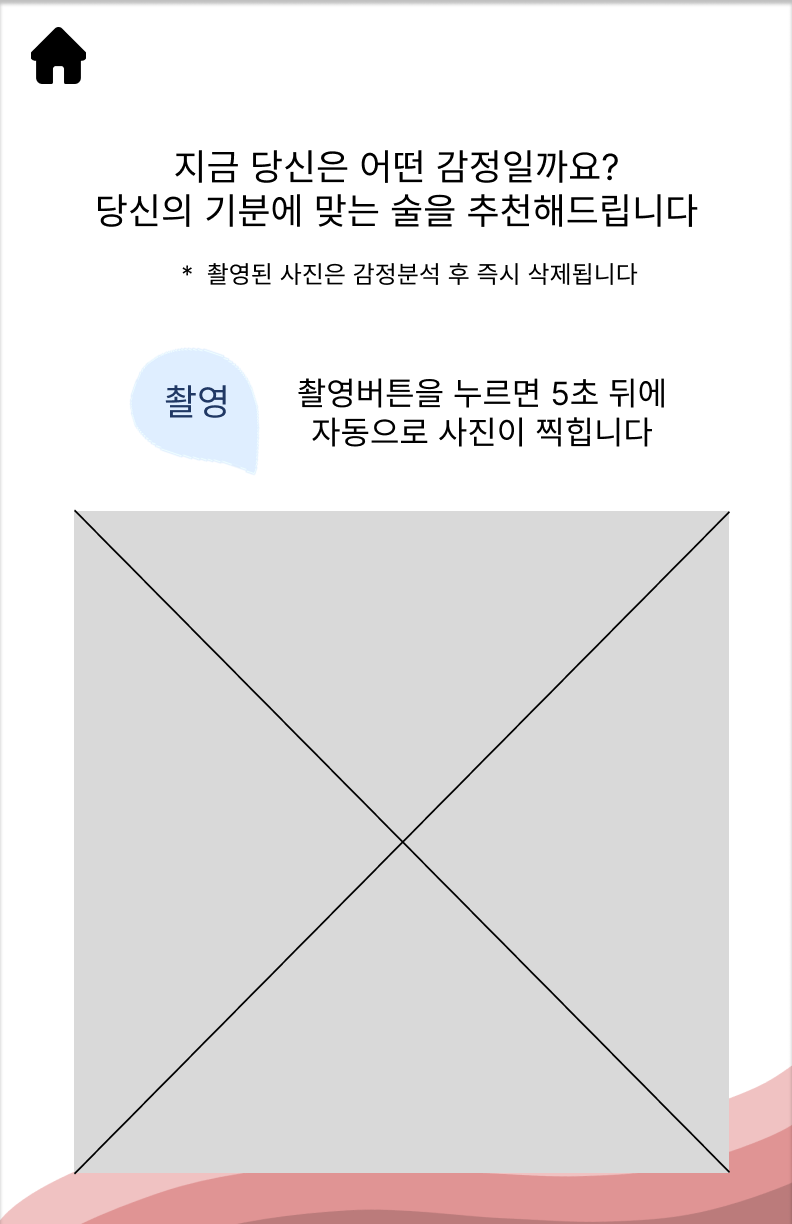 지금 당신은 어떤 감정일까요?
당신의 기분에 맞는 술을 추천해드립니다
* 촬영된 사진은 감정분석 후 즉시 삭제됩니다
촬영
촬영버튼을 누르면 5초 뒤에
자동으로 사진이 찍힙니다